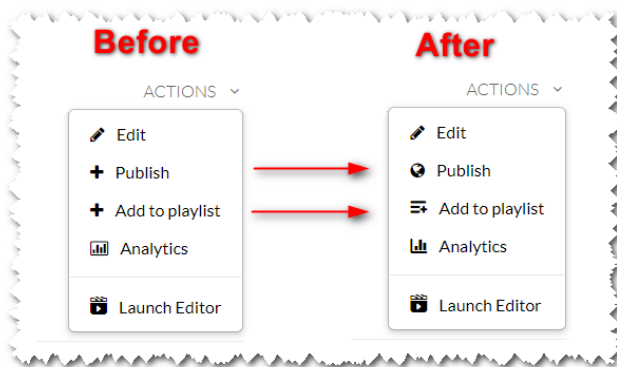 Before
ACTIONS
Edit
Publish
Add to playlist
Analytics
Launch Editor
After
ACTIONS
Edit
Publish
Add to playlist
Analytics
Launch Editor